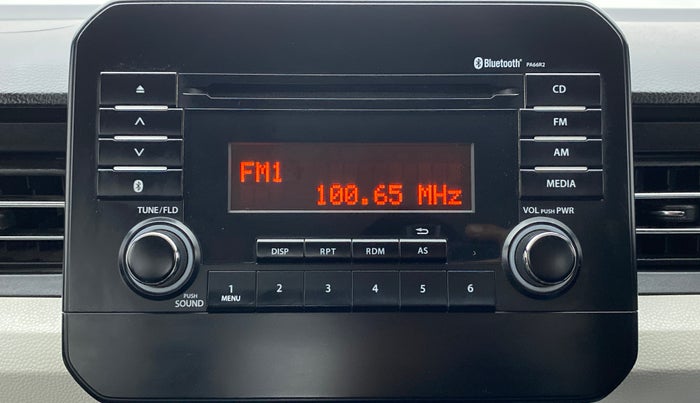 Bluetooth® PA66R2
CD
FM
AM
MEDIA
FM1
100.65 MHz
TUNE/FLD
VOL PUSH PWR
DISP RPT RDM AS
PUSH
SOUND
1 2 3 4 5 6
MENU